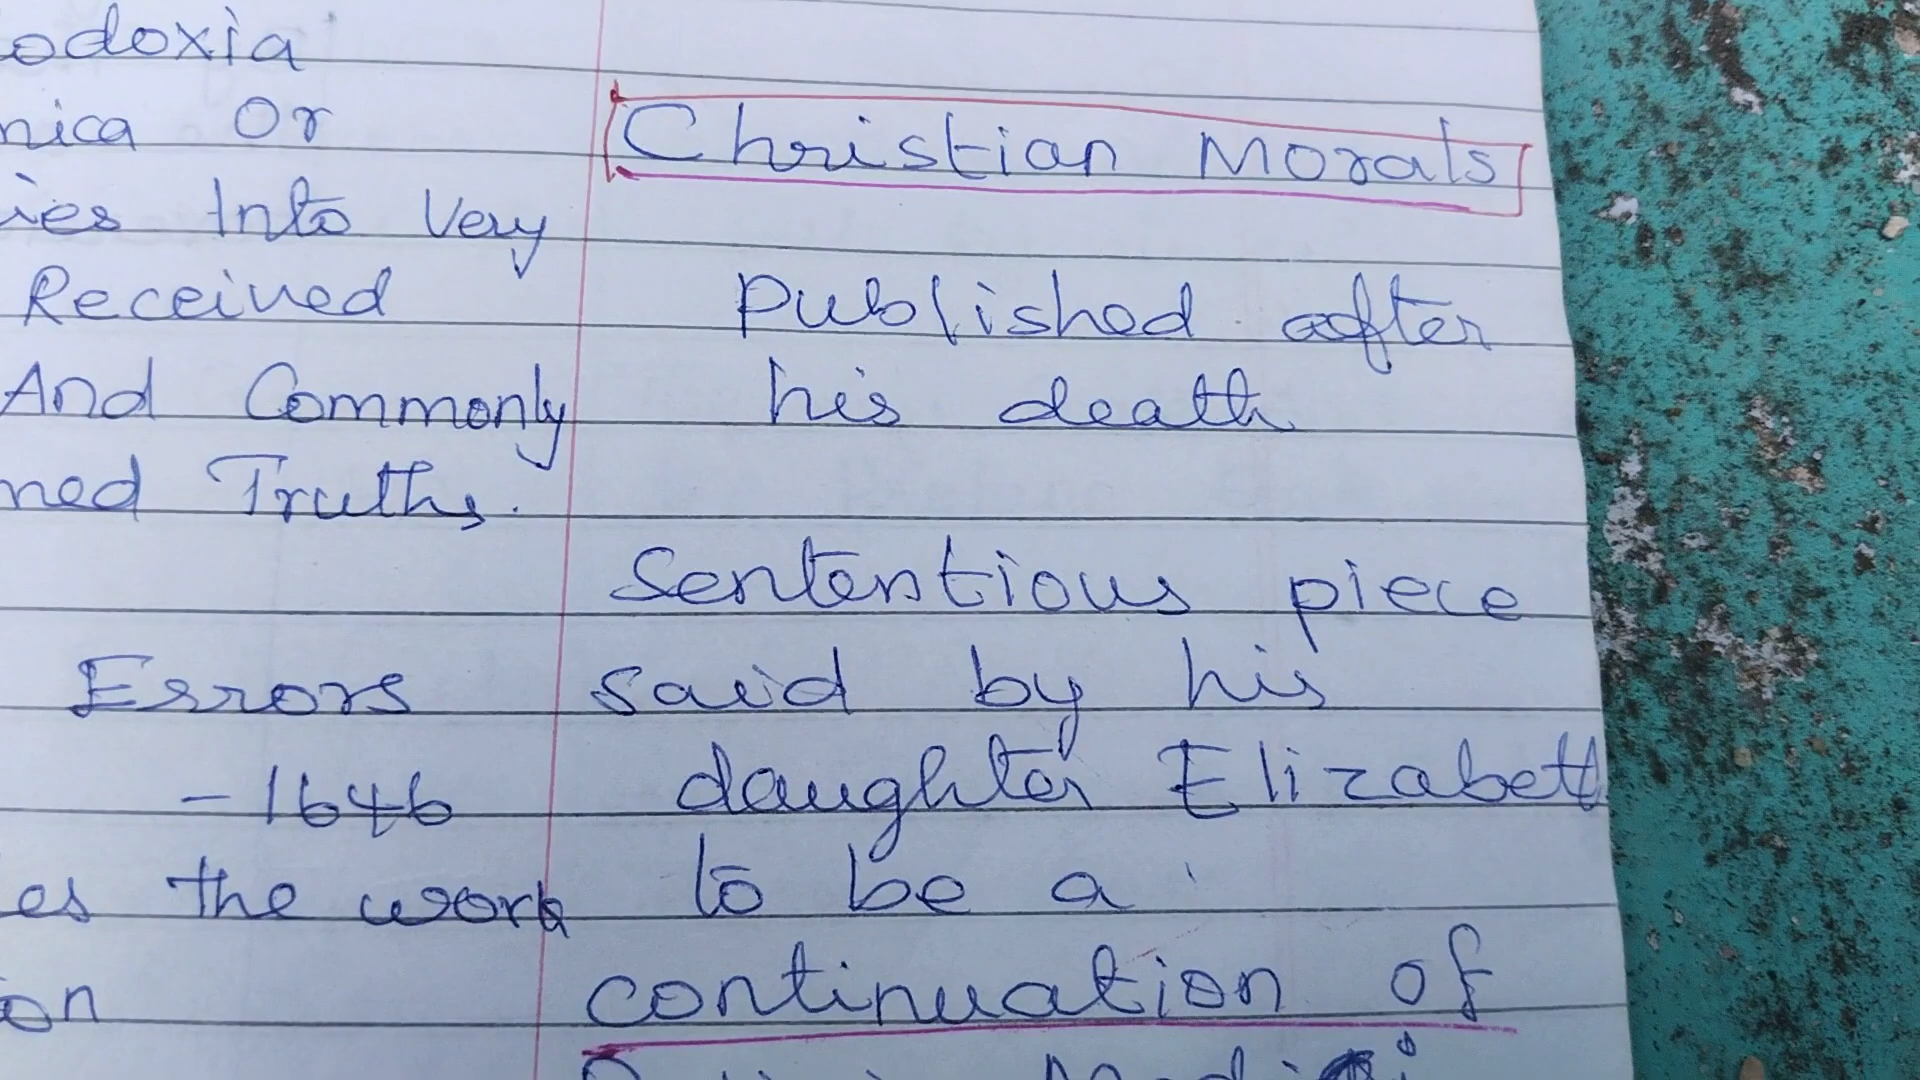 odoxia
nica Or
ies Into Very
Received
And Commonly
ned Truths.
Errors
-1646
es the work
on
Christian Morals
Published after
his death
Sententious piece
said by his
daughter Elizabeth
to be a
continuation of